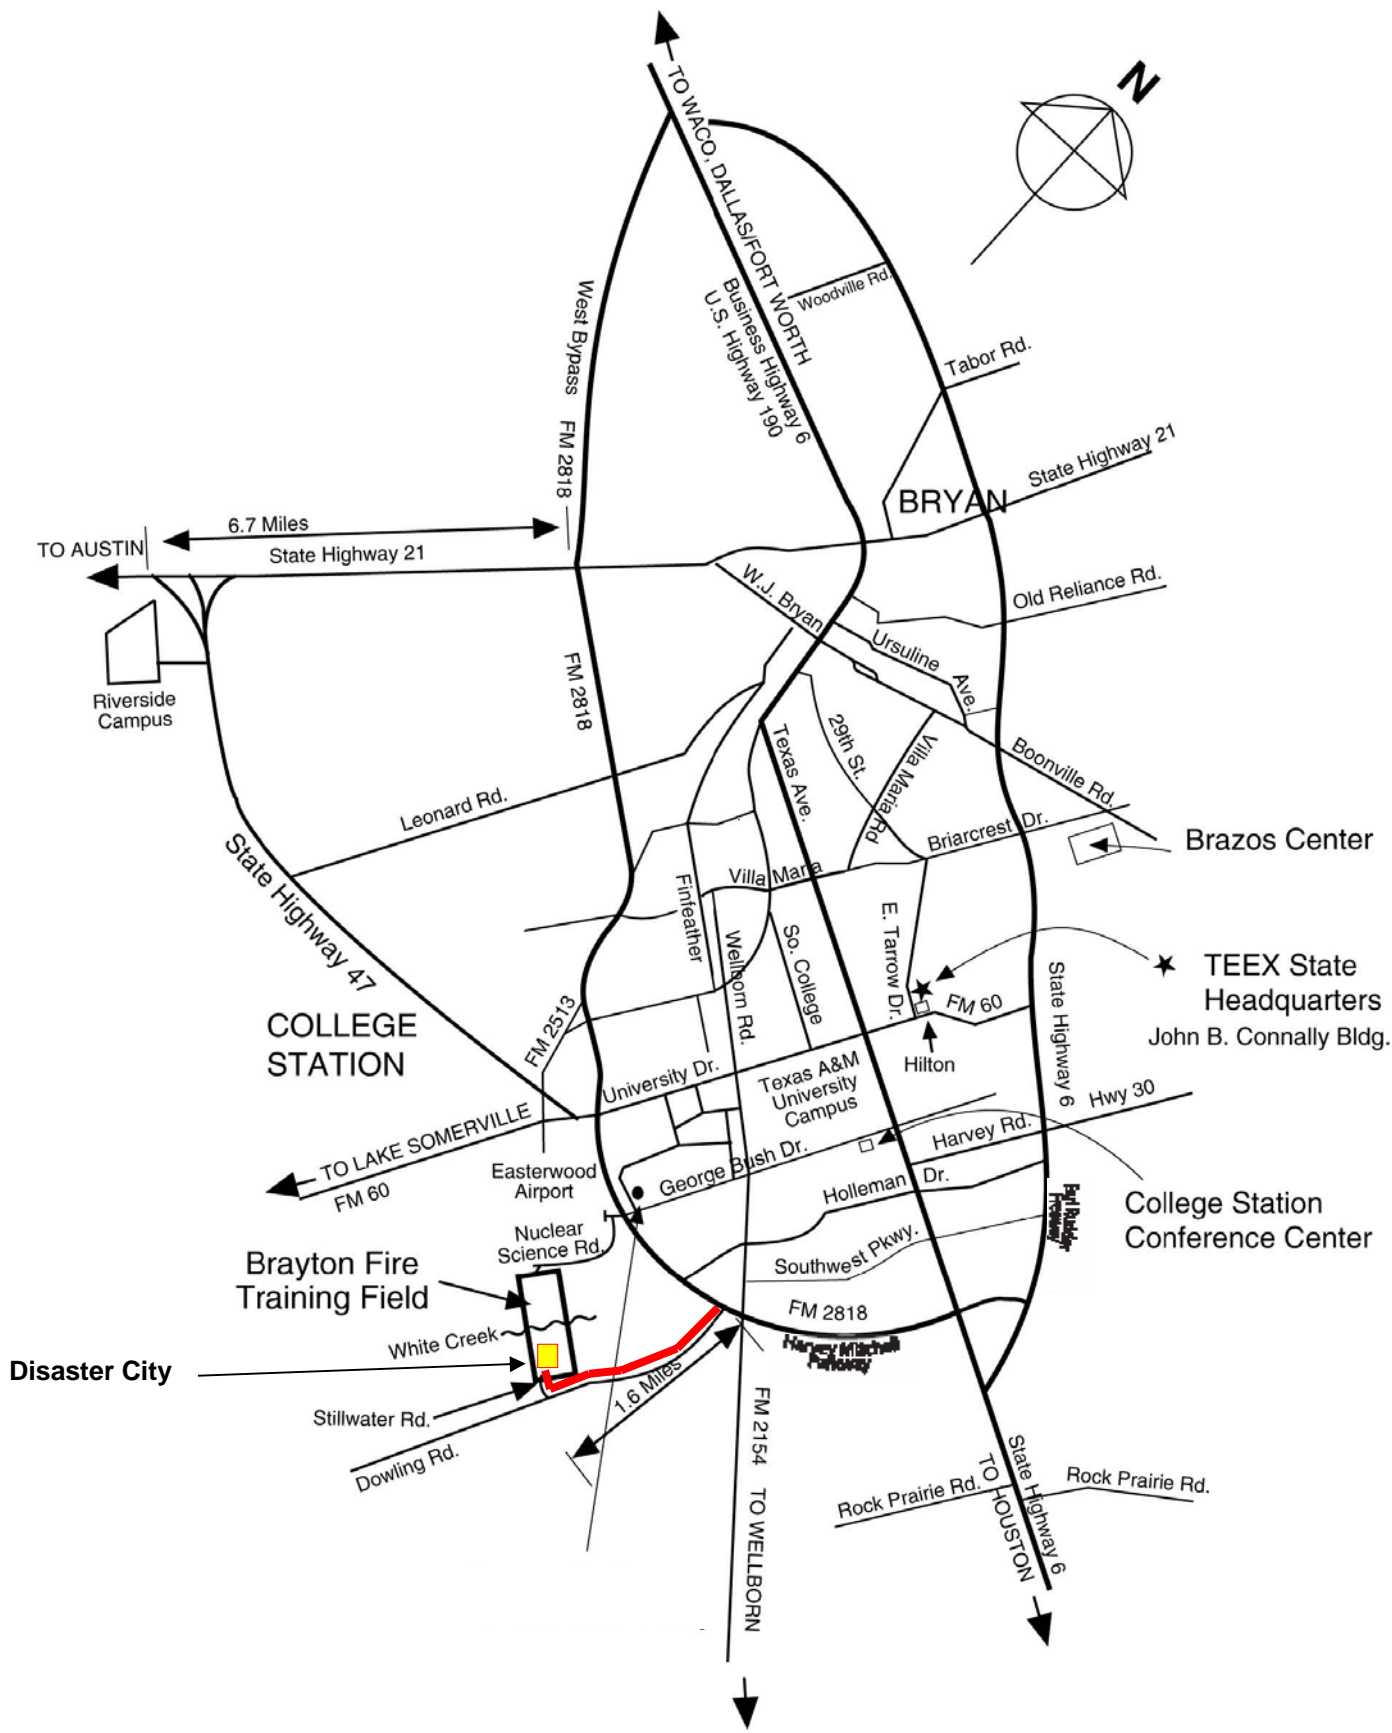 N
TO WACO, DALLAS/FORT WORTH
Business Highway 6
U.S. Highway 190
Woodville Rd.
West Bypass FM 2818
Tabor Rd.
State Highway 21
BRYAN
6.7 Miles
TO AUSTIN
State Highway 21
W.J. Bryan
Old Reliance Rd.
Ursuline
Ave.
Riverside
Campus
FM 2818
29th St.
Texas Ave.
Villa Maria Rd
Boonville Rd.
Leonard Rd.
Briarcrest Dr.
Brazos Center
State Highway 47
Villa Maria
Finfeather
Wellborn Rd.
So. College
E. Tarrow Dr.
TEEX State
Headquarters
John B. Connally Bldg.
State Highway 6
FM 60
COLLEGE
STATION
FM 2513
Hilton
University Dr.
Texas A&M
University
Campus
Hwy 30
TO LAKE SOMERVILLE
FM 60
Harvey Rd.
George Bush Dr.
Easterwood
Airport
Holleman Dr.
College Station
Conference Center
Earl Rudder
Freeway
Nuclear
Science Rd.
Southwest Pkwy.
Brayton Fire
Training Field
FM 2818
Harvey Mitchell
Parkway
White Creek
Disaster City
1.6 Miles
Stillwater Rd.
Dowling Rd.
FM 2154 TO WELLBORN
State Highway 6
TO HOUSTON
Rock Prairie Rd.
Rock Prairie Rd.